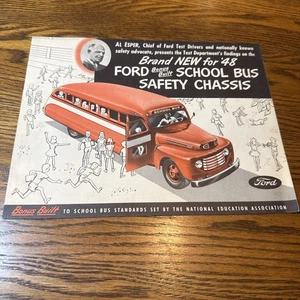 AL ESPER, Chief of Ford Test Drivers and nationally known
safety advocate, presents the Test Department's findings on the
Brand NEW for '48
FORD Bonus Built SCHOOL BUS
SAFETY CHASSIS
Ford
Bonus Built TO SCHOOL BUS STANDARDS SET BY THE NATIONAL EDUCATION ASSOCIATION